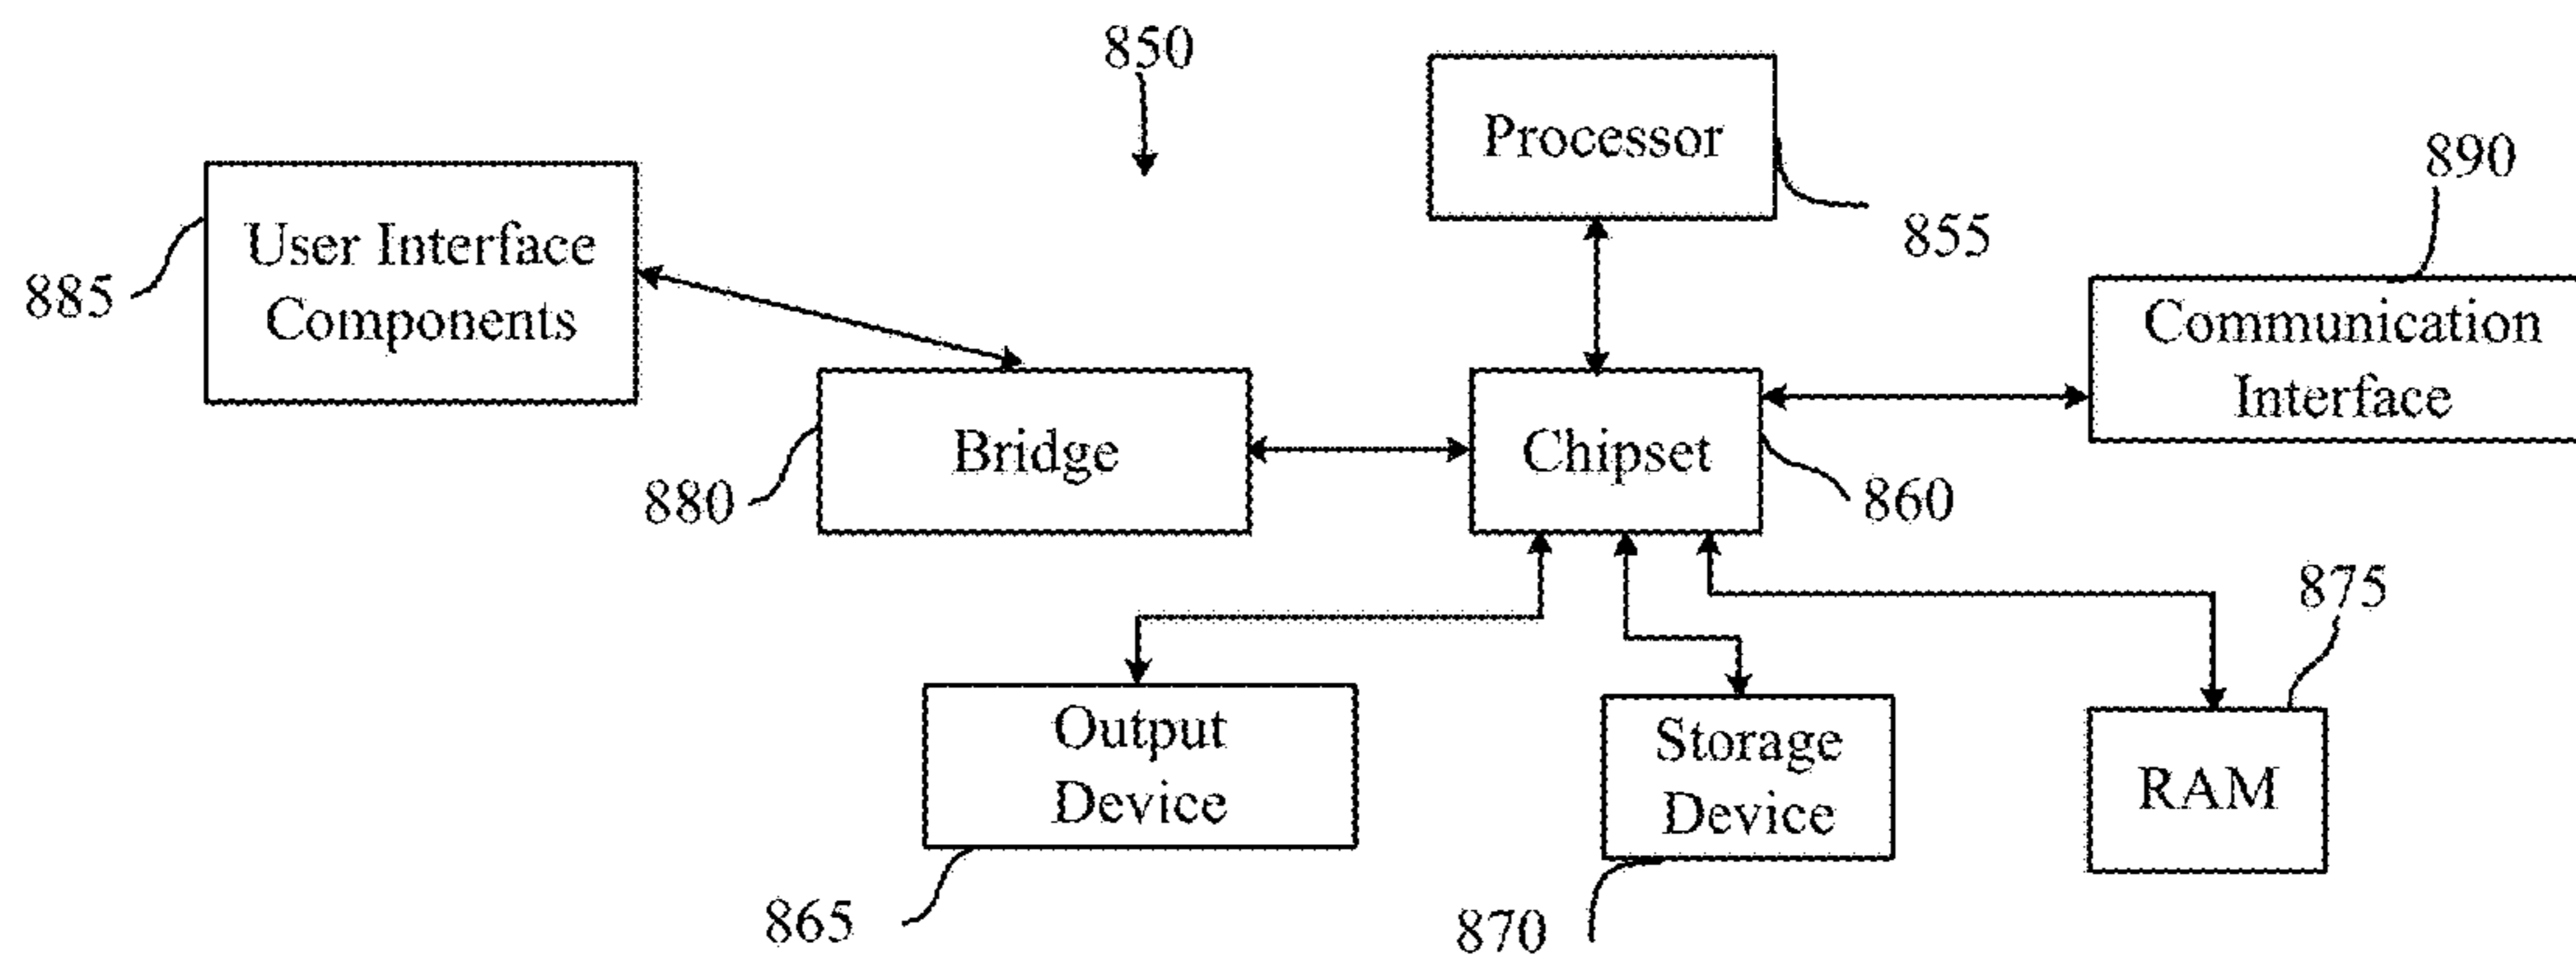 850
Processor
890
User Interface
Components
855
885
Communication
Interface
Bridge
Chipset
880
860
875
Output
Device
Storage
Device
RAM
865
870